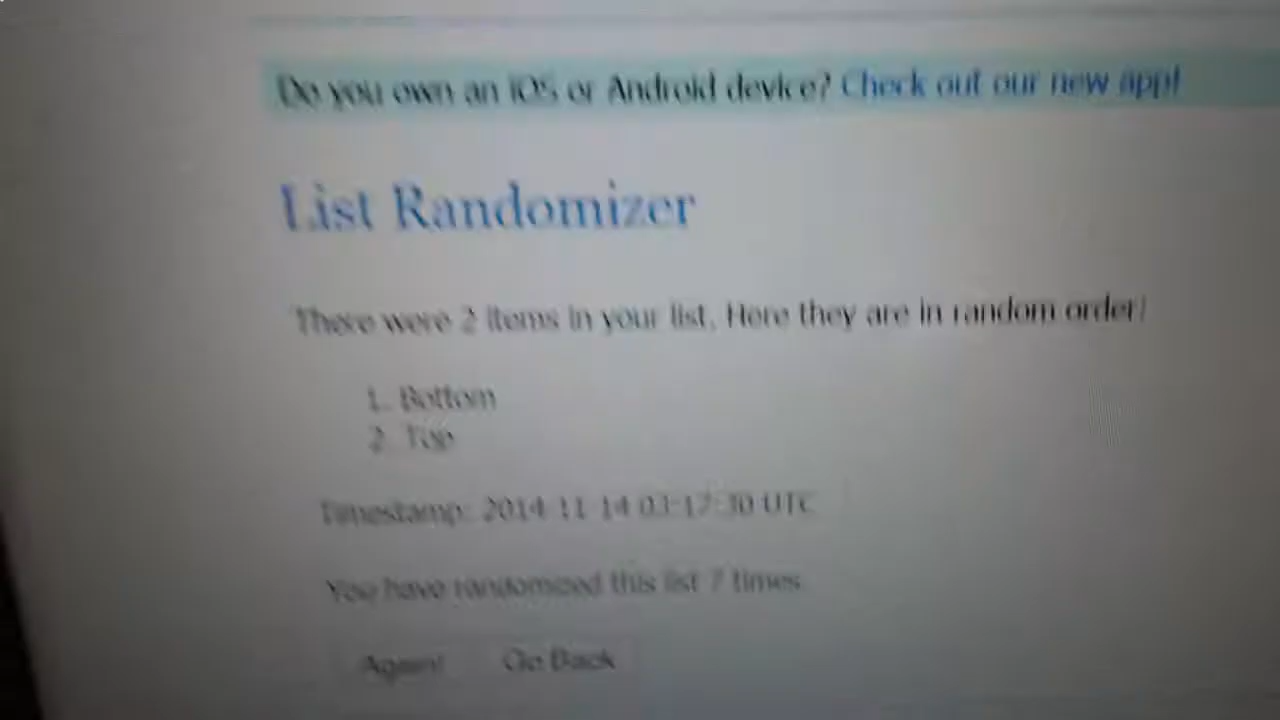 Do you own an iOS or Android device? Check out our new app!
List Randomizer
There were 2 items in your list. Here they are in random order:
1. Bottom
2. Top
Timestamp: 2014-11-14 03:17:30 UTC
You have randomized this list 7 times.
Again! Go Back